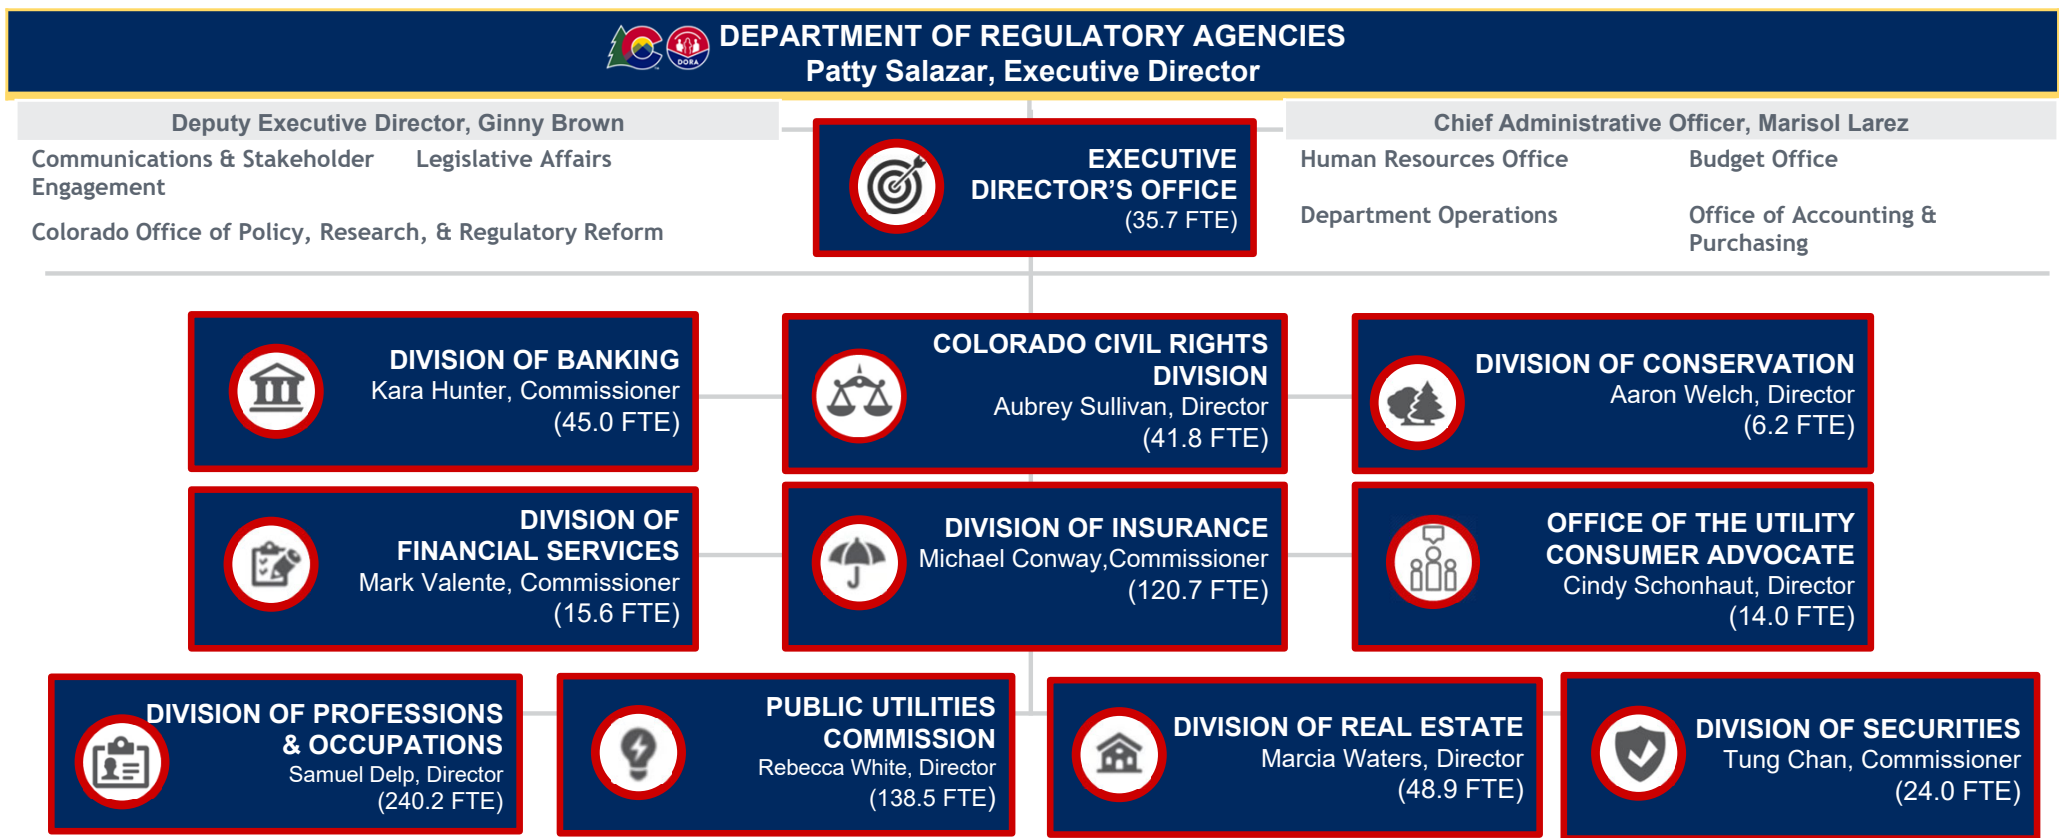 DEPARTMENT OF REGULATORY AGENCIES
Patty Salazar, Executive Director
DORA
Deputy Executive Director, Ginny Brown
Communications & Stakeholder
Engagement
Legislative Affairs
Colorado Office of Policy, Research, & Regulatory Reform
EXECUTIVE
DIRECTOR’S OFFICE
(35.7 FTE)
Chief Administrative Officer, Marisol Larez
Human Resources Office
Budget Office
Department Operations
Office of Accounting &
Purchasing
DIVISION OF BANKING
Kara Hunter, Commissioner
(45.0 FTE)
COLORADO CIVIL RIGHTS
DIVISION
Aubrey Sullivan, Director
(41.8 FTE)
DIVISION OF CONSERVATION
Aaron Welch, Director
(6.2 FTE)
DIVISION OF
FINANCIAL SERVICES
Mark Valente, Commissioner
(15.6 FTE)
DIVISION OF INSURANCE
Michael Conway,Commissioner
(120.7 FTE)
OFFICE OF THE UTILITY
CONSUMER ADVOCATE
Cindy Schonhaut, Director
(14.0 FTE)
DIVISION OF PROFESSIONS
& OCCUPATIONS
Samuel Delp, Director
(240.2 FTE)
PUBLIC UTILITIES
COMMISSION
Rebecca White, Director
(138.5 FTE)
DIVISION OF REAL ESTATE
Marcia Waters, Director
(48.9 FTE)
DIVISION OF SECURITIES
Tung Chan, Commissioner
(24.0 FTE)